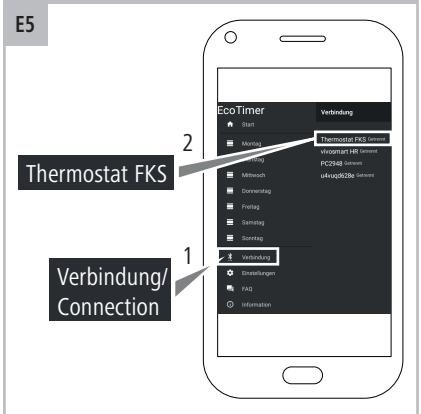 E5
EcoTimer
Start
Montag
Mittwoch
Donnerstag
Freitag
Samstag
Sonntag
Verbindung
Einstellungen
FAQ
Information
Verbindung
Thermostat FKS Getrennt
vivosmart HR Getrennt
PC2948 Getrennt
u4vuqd628e Getrennt
2
Thermostat FKS
1
Verbindung/
Connection